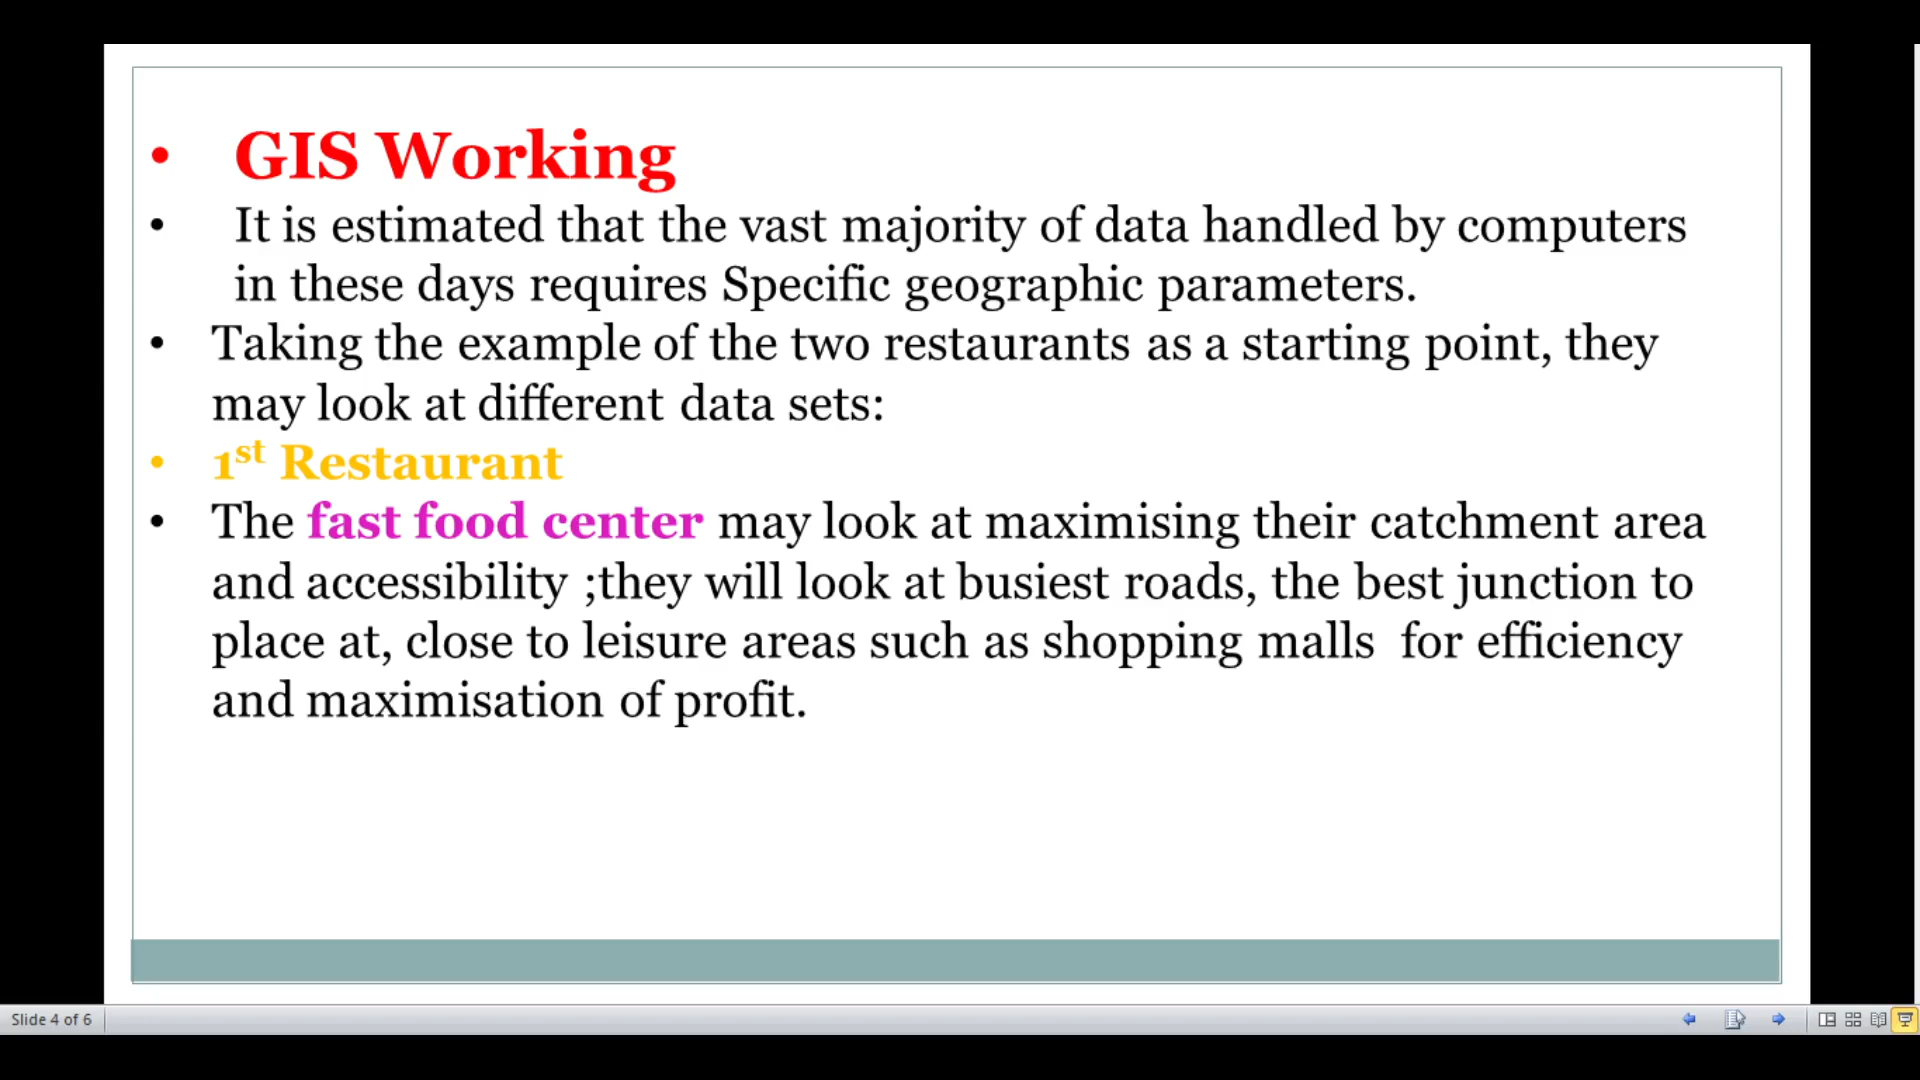 • GIS Working
• It is estimated that the vast majority of data handled by computers
in these days requires Specific geographic parameters.
• Taking the example of the two restaurants as a starting point, they
may look at different data sets:
• 1st Restaurant
• The fast food center may look at maximising their catchment area
and accessibility ;they will look at busiest roads, the best junction to
place at, close to leisure areas such as shopping malls  for efficiency
and maximisation of profit.
Slide 4 of 6